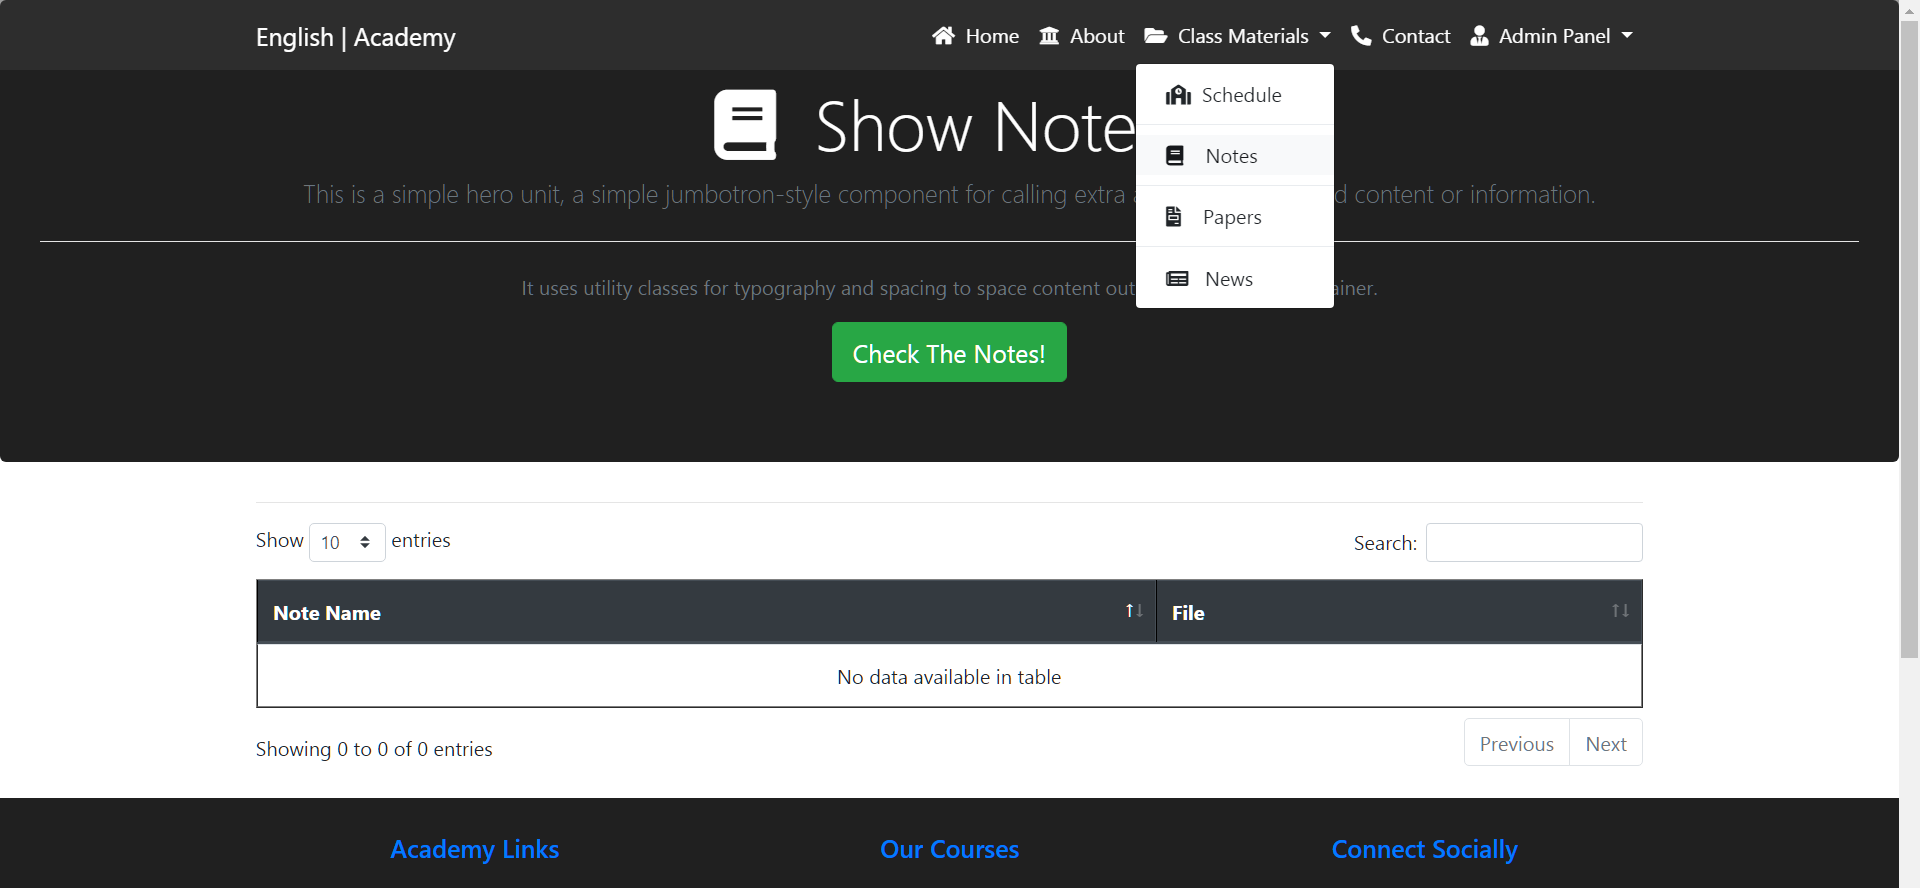 English | Academy
Home
About
Class Materials
Contact
Admin Panel
Schedule
Notes
Papers
News
Show Note
This is a simple hero unit, a simple jumbotron-style component for calling extra d content or information.
It uses utility classes for typography and spacing to space content out ainer.
Check The Notes!
Show 10 entries
Search:
Note Name File
No data available in table
Showing 0 to 0 of 0 entries
Previous Next
Academy Links Our Courses Connect Socially